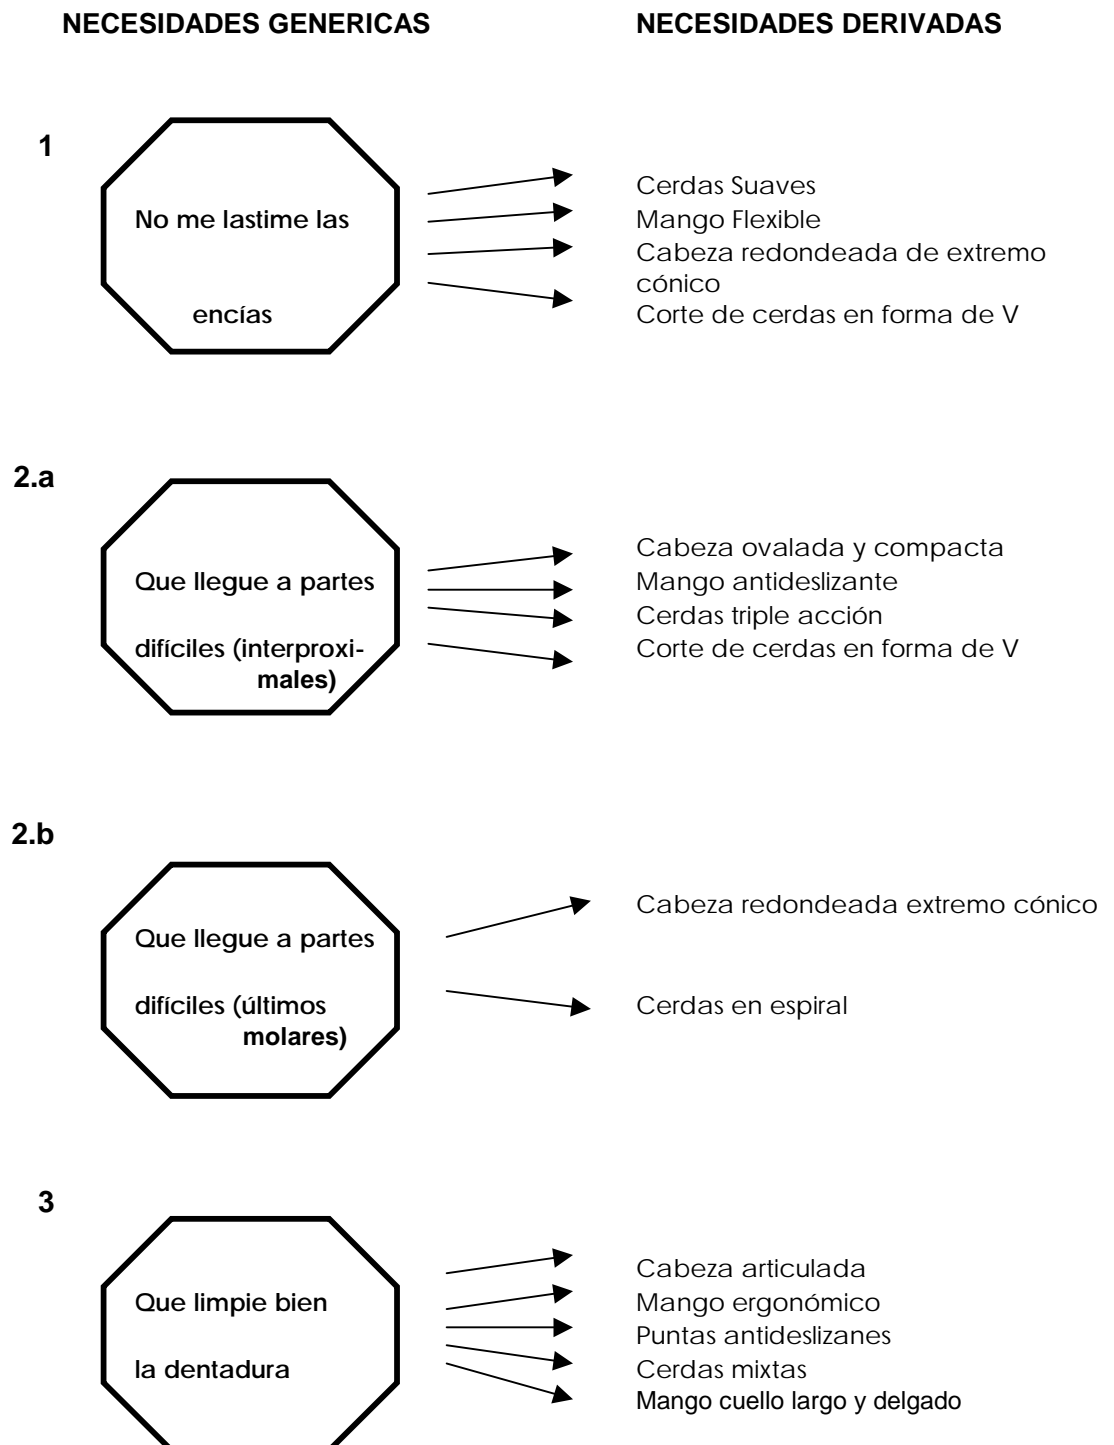 NECESIDADES GENERICAS
NECESIDADES DERIVADAS
1
No me lastime las
encías
Cerdas Suaves
Mango Flexible
Cabeza redondeada de extremo
cónico
Corte de cerdas en forma de V
2.a
Que llegue a partes
difíciles (interproxi-
males)
Cabeza ovalada y compacta
Mango antideslizante
Cerdas triple acción
Corte de cerdas en forma de V
2.b
Que llegue a partes
difíciles (últimos
molares)
Cabeza redondeada extremo cónico
Cerdas en espiral
3
Que limpie bien
la dentadura
Cabeza articulada
Mango ergonómico
Puntas antideslizanes
Cerdas mixtas
Mango cuello largo y delgado